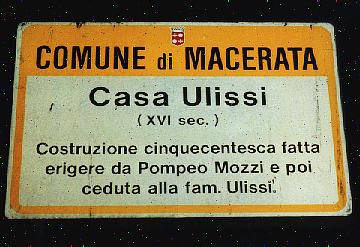 COMUNE di MACERATA
Casa Ulissi
(XVI sec.)
Costruzione cinquecentesca fatta
erigere da Pompeo Mozzi e poi
ceduta alla fam. Ulissi.